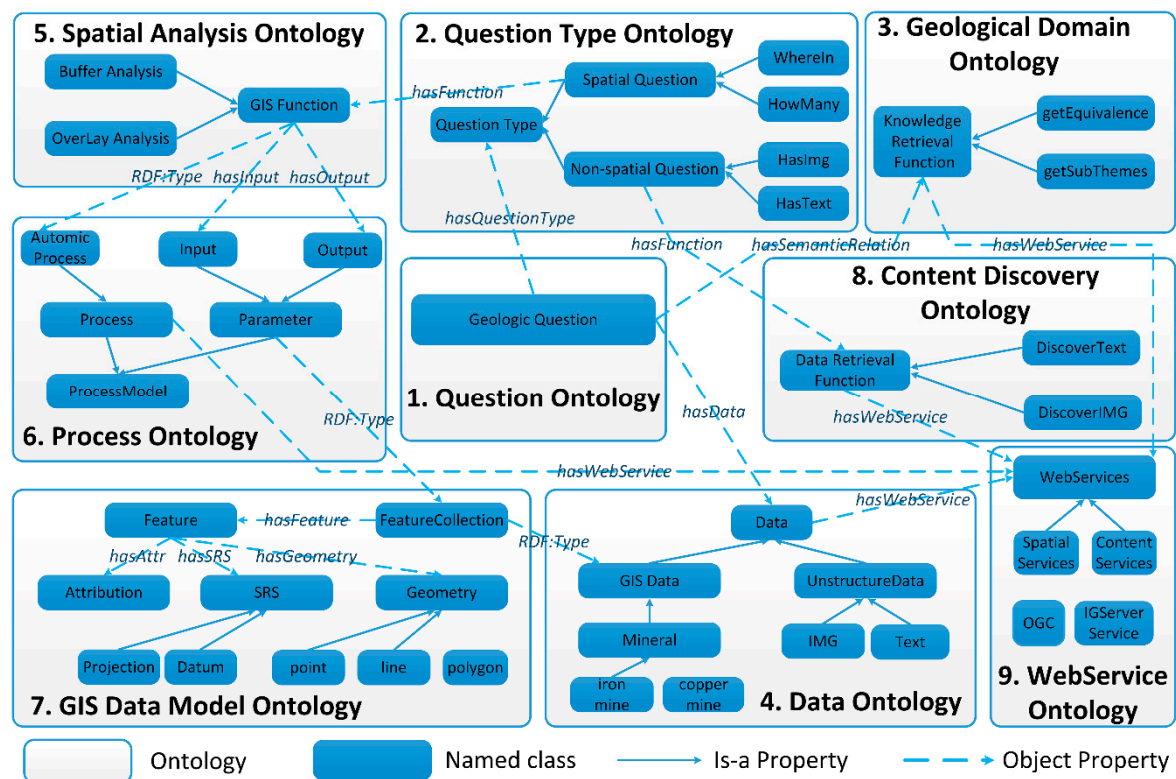 5. Spatial Analysis Ontology
Buffer Analysis
GIS Function
OverLay Analysis
RDF:Type
hasInput
hasOutput
2. Question Type Ontology
Spatial Question
WhereIn
HowMany
hasFunction
Question Type
Non-spatial Question
HasImg
HasText
hasQuestionType
hasFunction
hasSemanticRelation
3. Geological Domain
Ontology
Knowledge
Retrieval
Function
getEquivalence
getSubThemes
hasWebService
Automic
Process
Input
Output
Process
Parameter
ProcessModel
RDF:Type
6. Process Ontology
Geologic Question
1. Question Ontology
hasData
8. Content Discovery
Ontology
Data Retrieval
Function
DiscoverText
DiscoverIMG
hasWebService
hasWebService
Feature
hasFeature
FeatureCollection
RDF:Type
hasAttr
hasSRS
hasGeometry
Attribution
SRS
Geometry
Projection
Datum
point
line
polygon
7. GIS Data Model Ontology
Data
hasWebService
GIS Data
UnstructureData
Mineral
IMG
Text
iron
mine
copper
mine
4. Data Ontology
WebServices
Spatial
Services
Content
Services
OGC
IGServer
Service
9. WebService
Ontology
Ontology
Named class
Is-a Property
Object Property